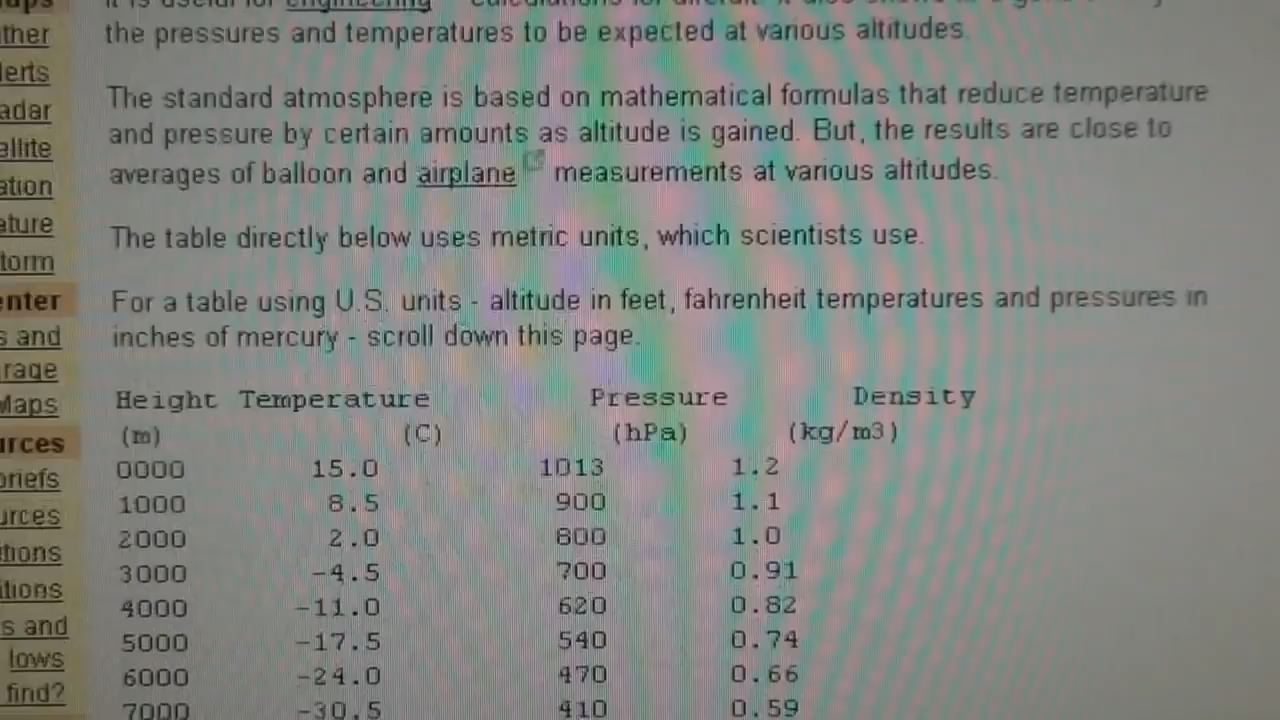 the pressures and temperatures to be expected at various altitudes.
The standard atmosphere is based on mathematical formulas that reduce temperature
and pressure by certain amounts as altitude is gained. But, the results are close to
averages of balloon and airplane measurements at various altitudes.
The table directly below uses metric units, which scientists use.
For a table using U.S. units - altitude in feet, fahrenheit temperatures and pressures in
inches of mercury - scroll down this page.
Height Temperature Pressure Density
(m) (C) (hPa) (kg/m3)
0000 15.0 1013 1.2
1000 8.5 900 1.1
2000 2.0 800 1.0
3000 -4.5 700 0.91
4000 -11.0 620 0.82
5000 -17.5 540 0.74
6000 -24.0 470 0.66
7000 -30.5 410 0.59
s and
Maps
s and
lows
find?